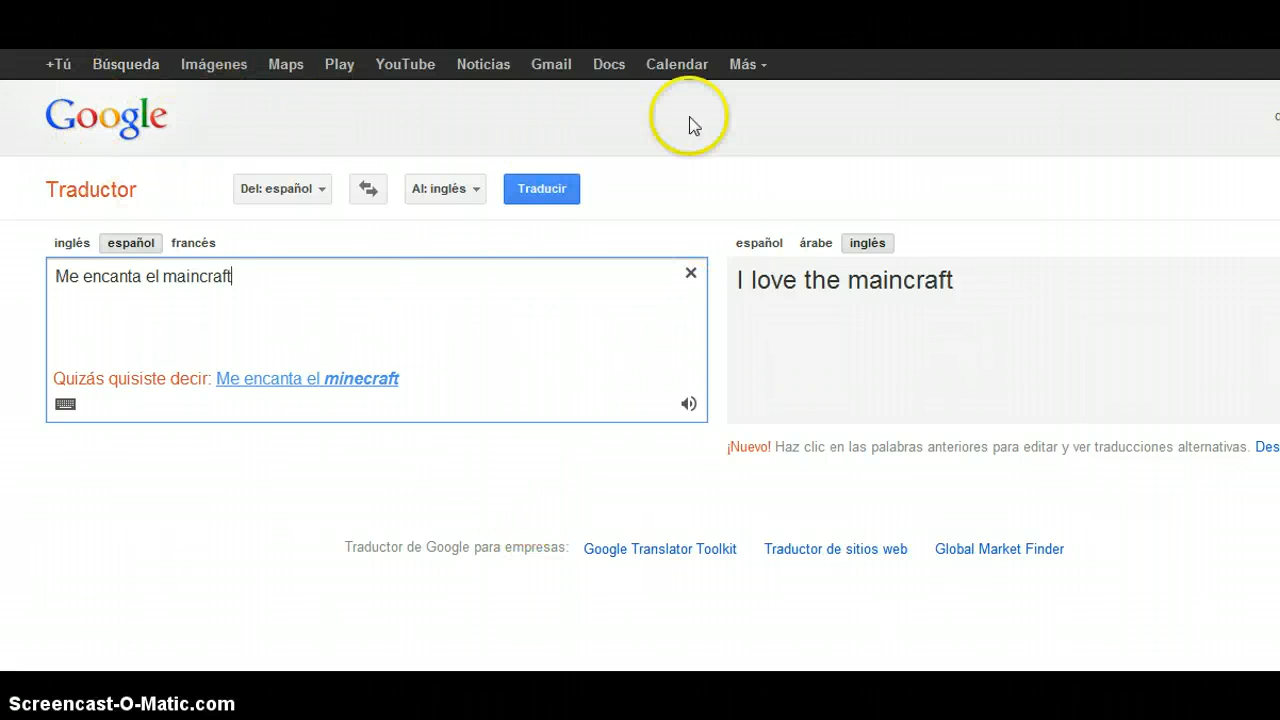 +Tú Búsqueda Imágenes Maps Play YouTube Noticias Gmail Docs Calendar Más
Google
Traductor Del: español Al: inglés Traducir
inglés español francés español árabe inglés
Me encanta el maincraft I love the maincraft
Quizás quisiste decir: Me encanta el minecraft
¡Nuevo! Haz clic en las palabras anteriores para editar y ver traducciones alternativas. Des
Traductor de Google para empresas: Google Translator Toolkit Traductor de sitios web Global Market Finder
Screencast-O-Matic.com